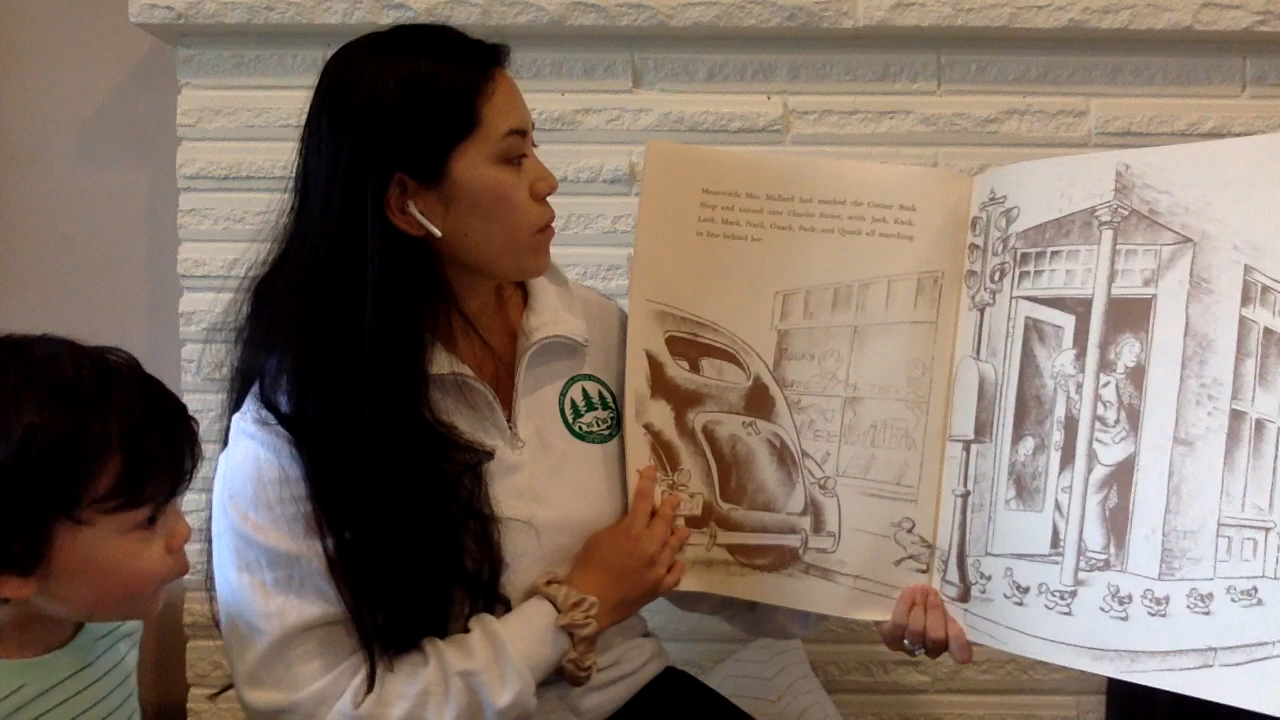 Meanwhile Mrs. Mallard had reached the Corner Book
Shop and turned into Charles Street, with Jack, Kack,
Lack, Mack, Nack, Ouack, Pack, and Quack all marching
in line behind her.
BOOKS